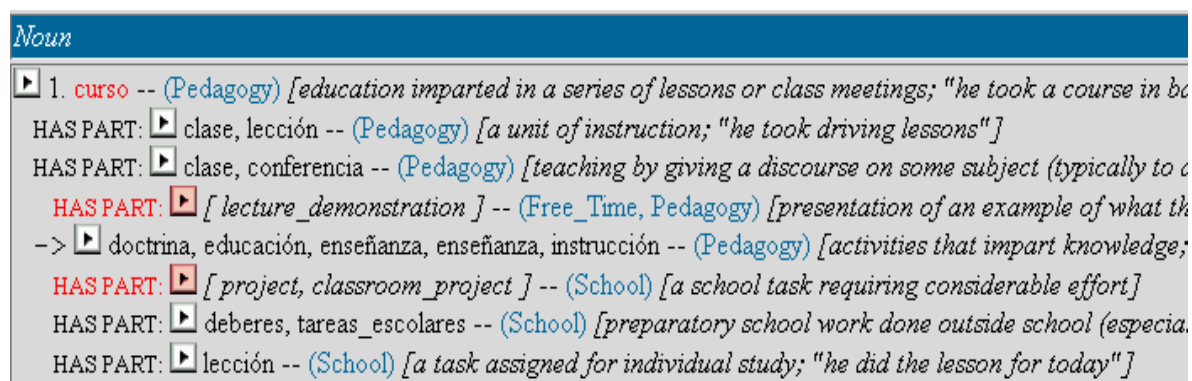 Noun
1. curso -- (Pedagogy) [education imparted in a series of lessons or class meetings; "he took a course in
HAS PART: clase, lección -- (Pedagogy) [a unit of instruction; "he took driving lessons"]
HAS PART: clase, conferencia -- (Pedagogy) [teaching by giving a discourse on some subject (typically to
HAS PART: [ lecture_demonstration ] -- (Free_Time, Pedagogy) [presentation of an example of what
-> doctrina, educación, enseñanza, enseñanza, instrucción -- (Pedagogy) [activities that impart knowledge;
HAS PART: [ project, classroom_project ] -- (School) [a school task requiring considerable effort]
HAS PART: deberes, tareas_escolares -- (School) [preparatory school work done outside school
HAS PART: lección -- (School) [a task assigned for individual study; "he did the lesson for today"]